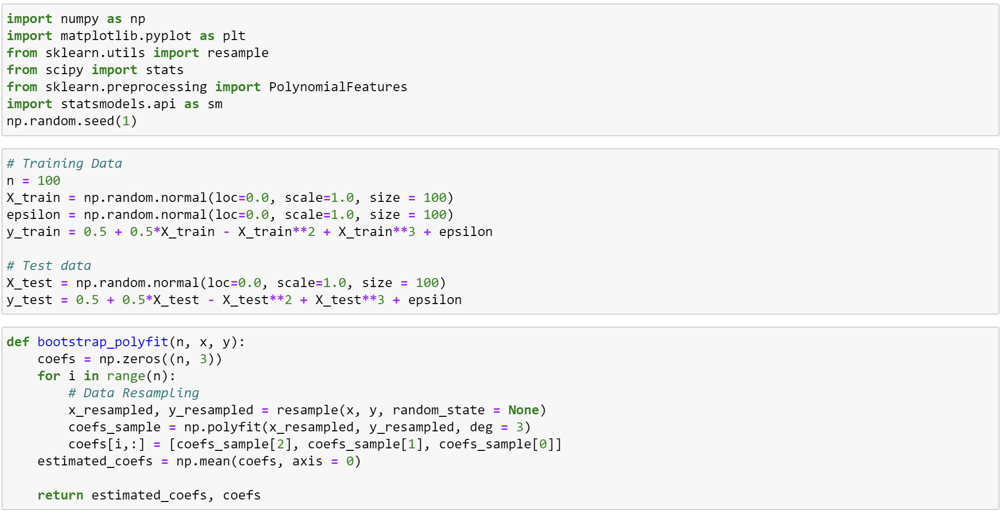 import numpy as np
import matplotlib.pyplot as plt
from sklearn.utils import resample
from scipy import stats
from sklearn.preprocessing import PolynomialFeatures
import statsmodels.api as sm
np.random.seed(1)
# Training Data
n = 100
X_train = np.random.normal(loc=0.0, scale=1.0, size = 100)
epsilon = np.random.normal(loc=0.0, scale=1.0, size = 100)
y_train = 0.5 + 0.5*X_train - X_train**2 + X_train**3 + epsilon
# Test data
X_test = np.random.normal(loc=0.0, scale=1.0, size = 100)
y_test = 0.5 + 0.5*X_test - X_test**2 + X_test**3 + epsilon
def bootstrap_polyfit(n, x, y):
    coefs = np.zeros((n, 3))
    for i in range(n):
        # Data Resampling
        x_resampled, y_resampled = resample(x, y, random_state = None)
        coefs_sample = np.polyfit(x_resampled, y_resampled, deg = 3)
        coefs[i,:] = [coefs_sample[2], coefs_sample[1], coefs_sample[0]]
    estimated_coefs = np.mean(coefs, axis = 0)
    return estimated_coefs, coefs